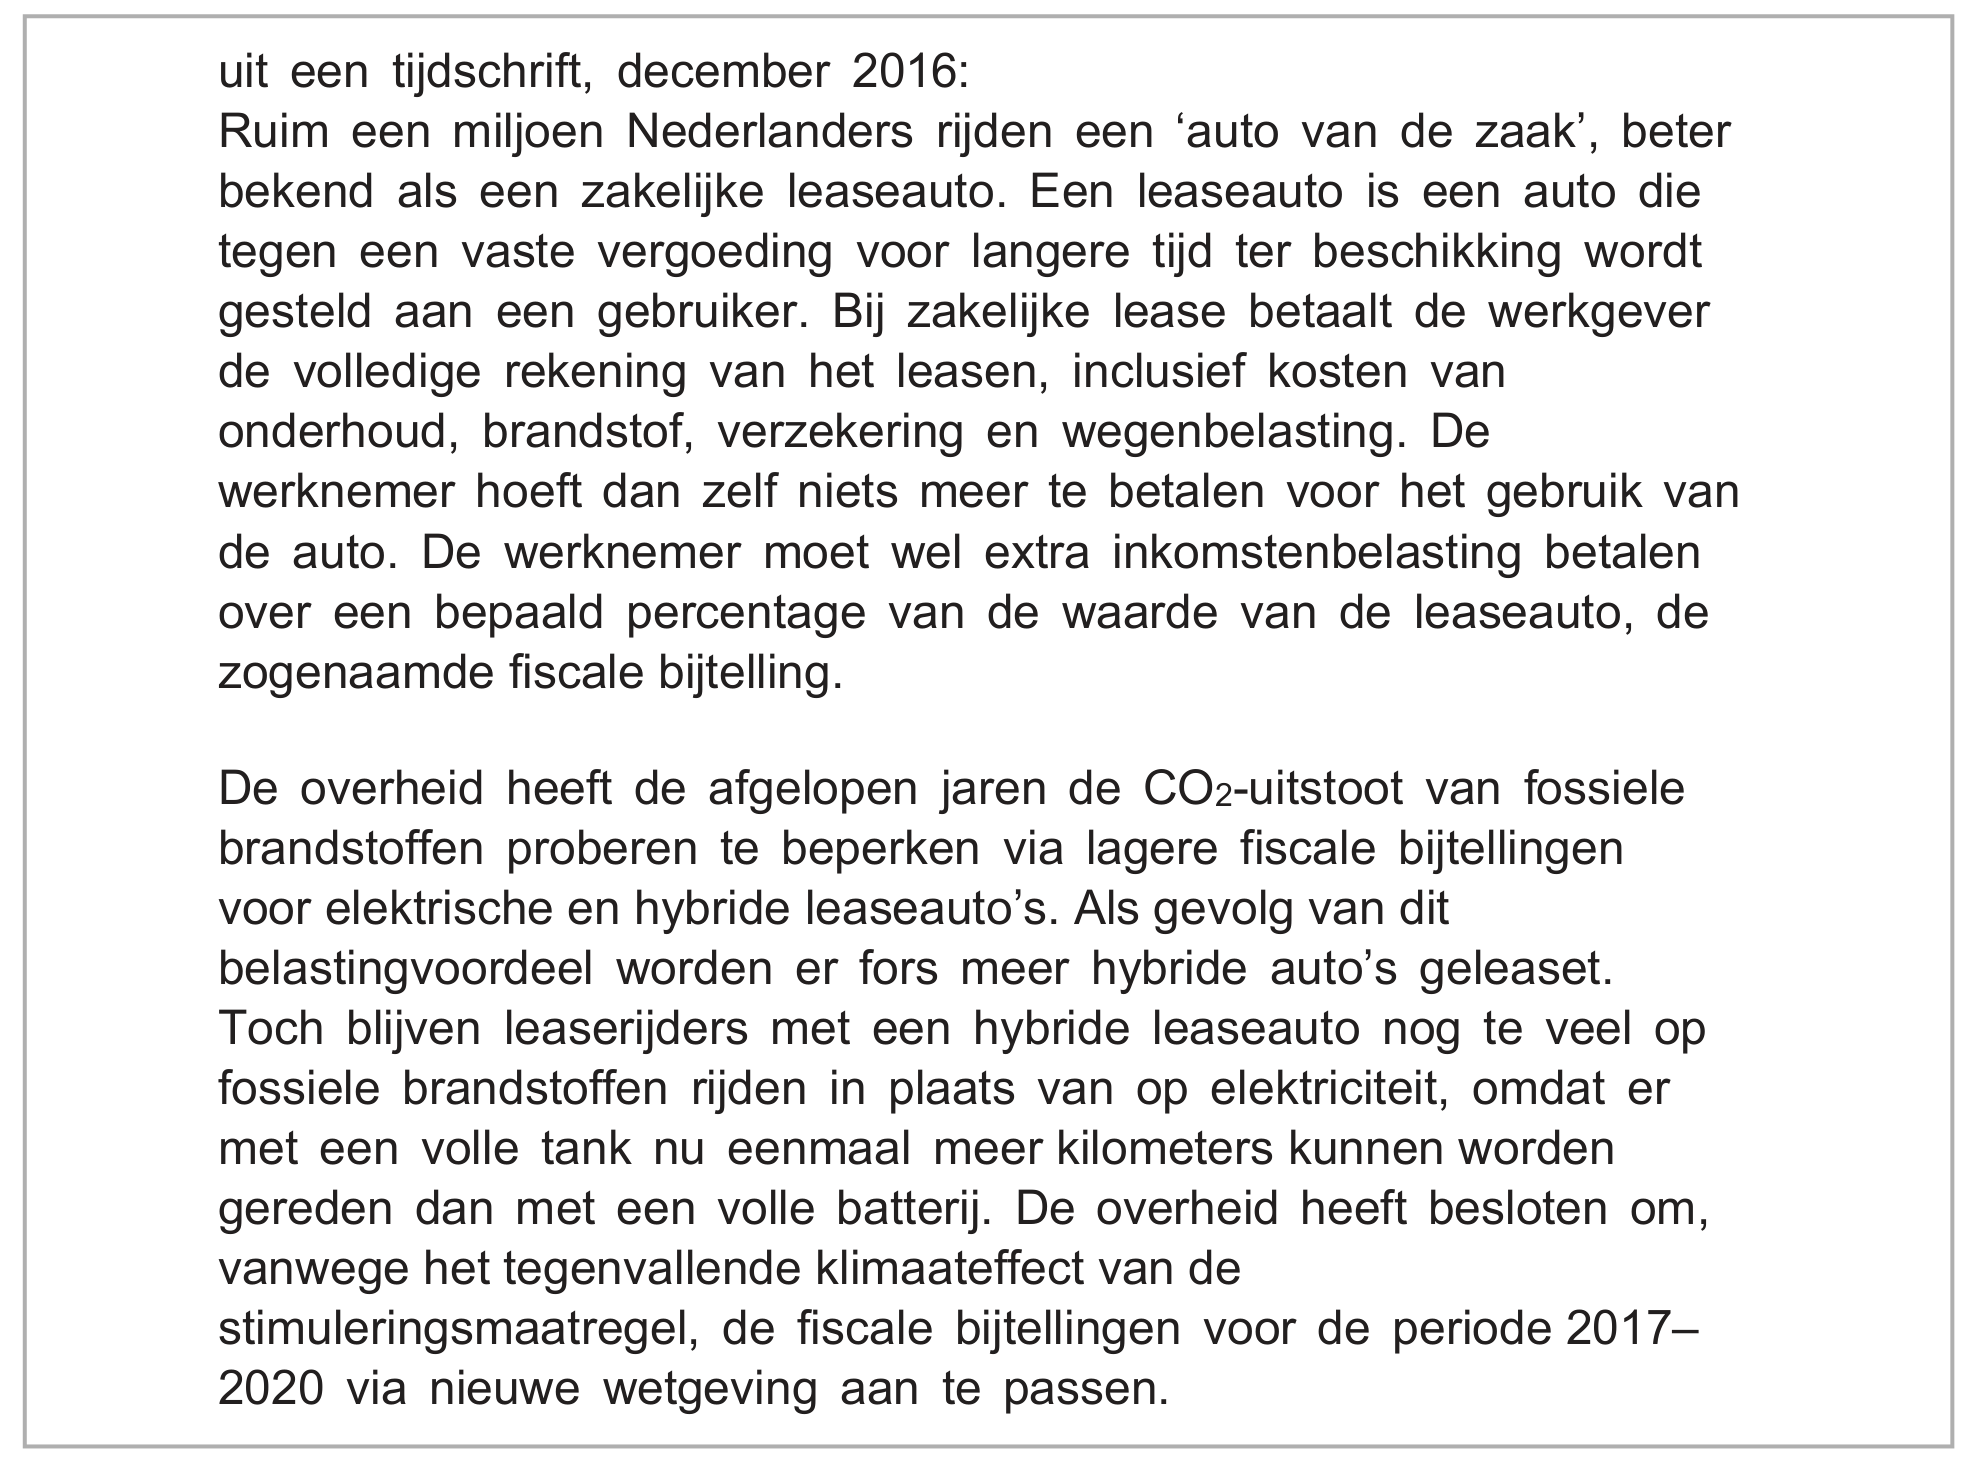 uit een tijdschrift, december 2016:
Ruim een miljoen Nederlanders rijden een ‘auto van de zaak’, beter
bekend als een zakelijke leaseauto. Een leaseauto is een auto die
tegen een vaste vergoeding voor langere tijd ter beschikking wordt
gesteld aan een gebruiker. Bij zakelijke lease betaalt de werkgever
de volledige rekening van het leasen, inclusief kosten van
onderhoud, brandstof, verzekering en wegenbelasting. De
werknemer hoeft dan zelf niets meer te betalen voor het gebruik van
de auto. De werknemer moet wel extra inkomstenbelasting betalen
over een bepaald percentage van de waarde van de leaseauto, de
zogenaamde fiscale bijtelling.

De overheid heeft de afgelopen jaren de CO₂-uitstoot van fossiele
brandstoffen proberen te beperken via lagere fiscale bijtellingen
voor elektrische en hybride leaseauto’s. Als gevolg van dit
belastingvoordeel worden er fors meer hybride auto’s geleaset.
Toch blijven leaserijders met een hybride leaseauto nog te veel op
fossiele brandstoffen rijden in plaats van op elektriciteit, omdat er
met een volle tank nu eenmaal meer kilometers kunnen worden
gereden dan met een volle batterij. De overheid heeft besloten om,
vanwege het tegenvallende klimaateffect van de
stimuleringsmaatregel, de fiscale bijtellingen voor de periode 2017–
2020 via nieuwe wetgeving aan te passen.